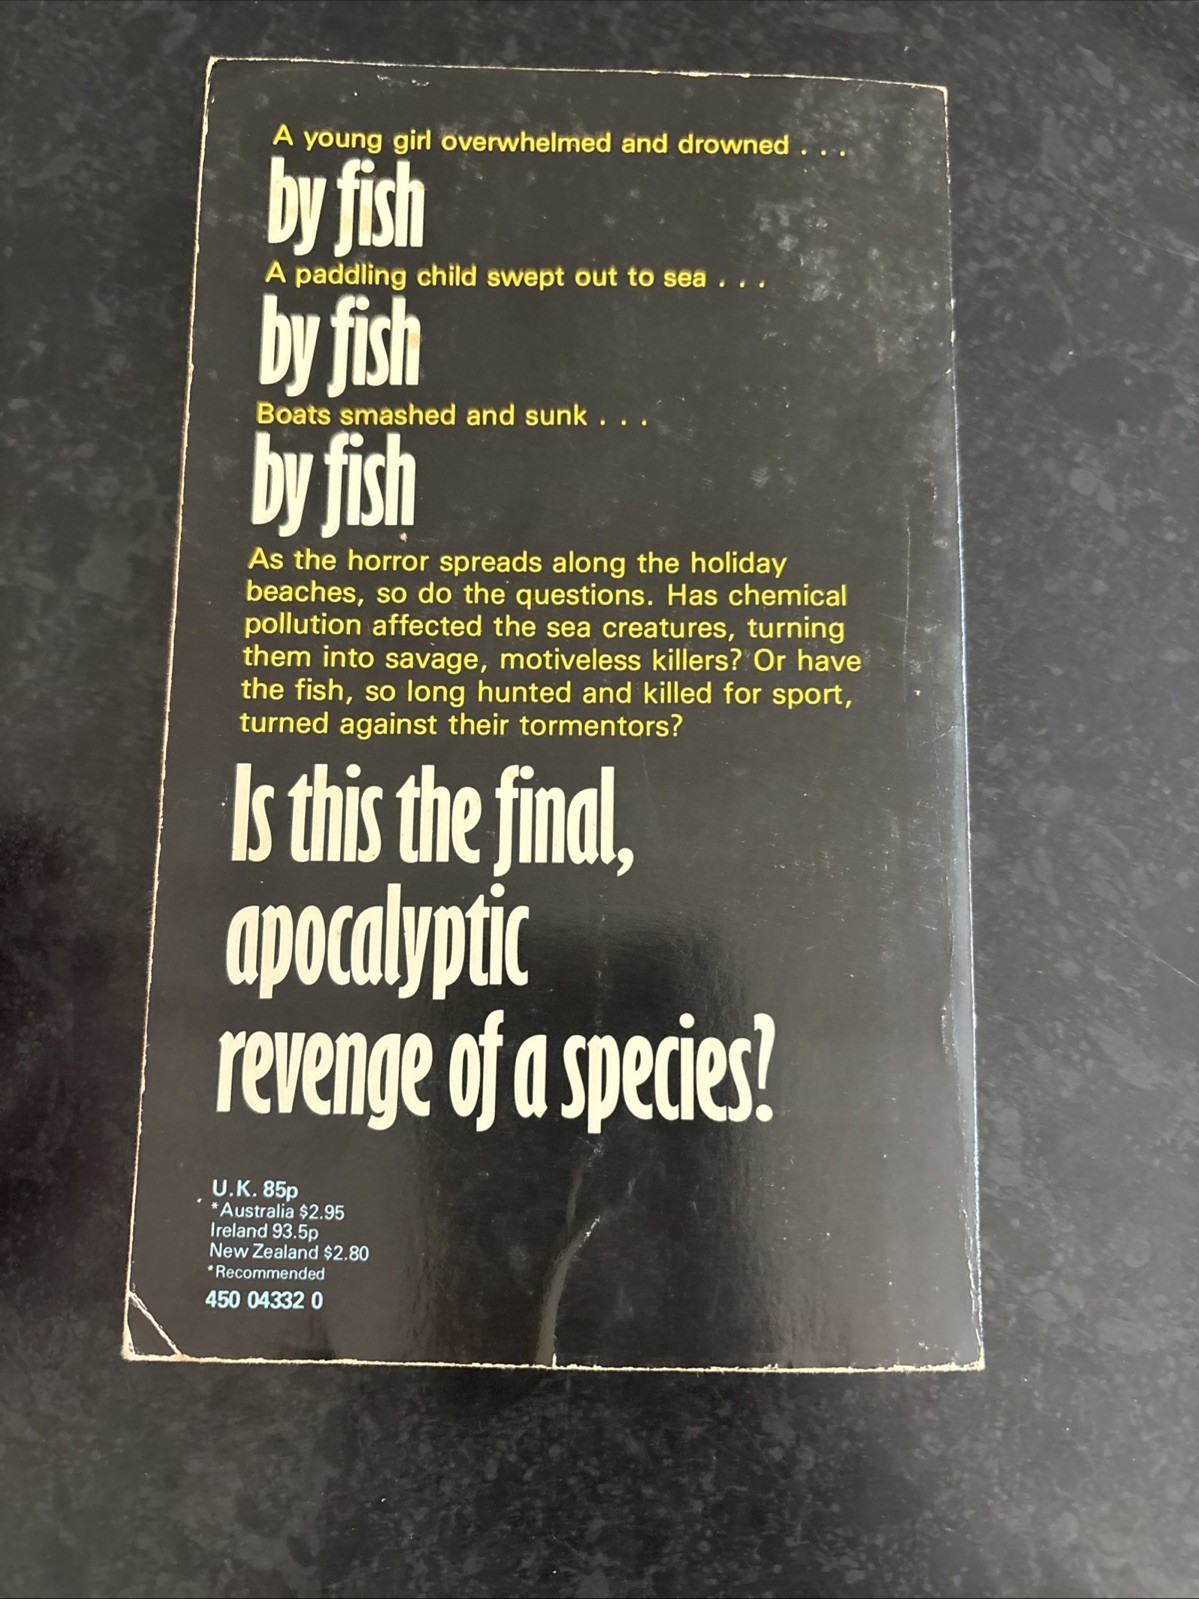 A young girl overwhelmed and drowned . . .
by fish
A paddling child swept out to sea . . .
by fish
Boats smashed and sunk . . .
by fish
As the horror spreads along the holiday
beaches, so do the questions. Has chemical
pollution affected the sea creatures, turning
them into savage, motiveless killers? Or have
the fish, so long hunted and killed for sport,
turned against their tormentors?
Is this the final,
apocalyptic
revenge of a species?
U.K. 85p
*Australia $2.95
Ireland 93.5p
New Zealand $2.80
*Recommended
450 04332 0